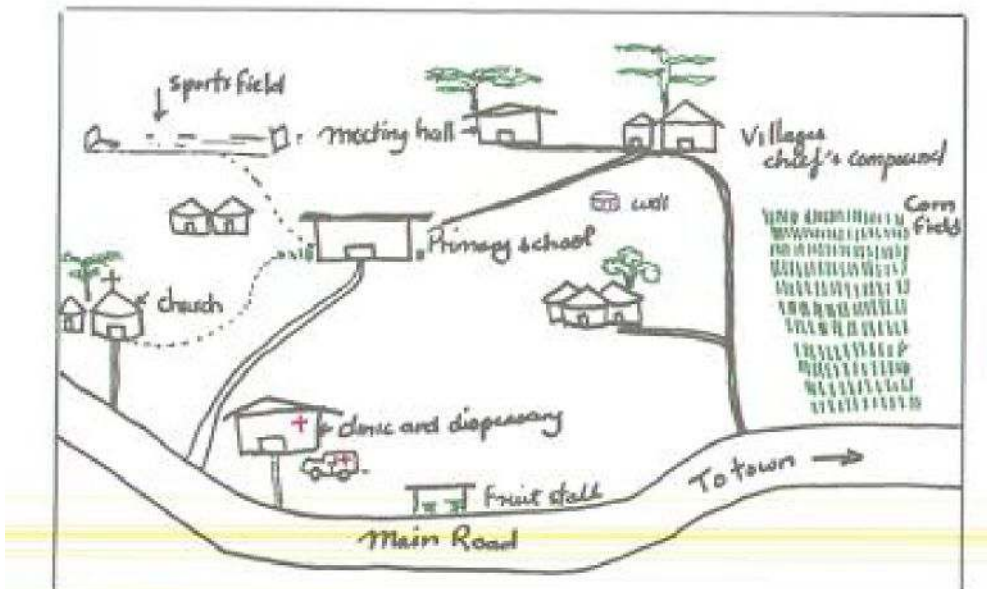 sports field
meeting hall
Villages
chief's compound
well
Corn
field
Primary school
church
clinic and dispensary
To town
Fruit stall
Main Road